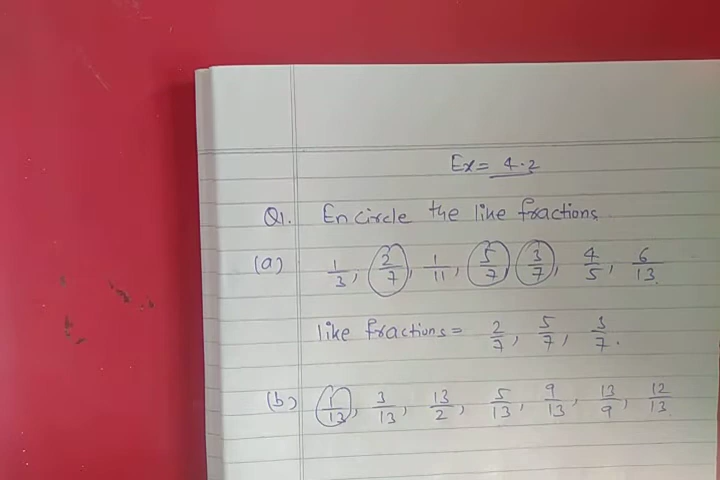 Ex = 4.2
Q1. Encircle the like fractions.
(a) 1/3, 2/7, 1/11, 5/7, 3/7, 4/5, 6/13.
like fractions = 2/7, 5/7, 3/7.
(b) 1/13, 3/13, 13/2, 5/13, 9/13, 13/9, 12/13.